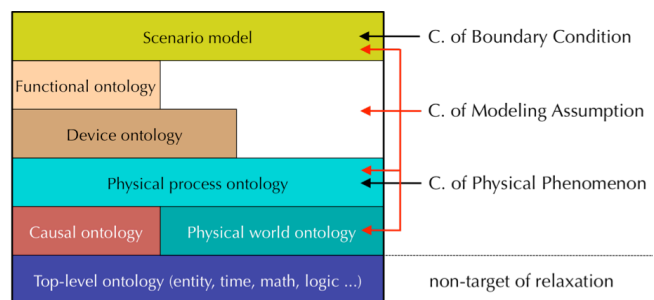 Scenario model
C. of Boundary Condition
Functional ontology
C. of Modeling Assumption
Device ontology
Physical process ontology
C. of Physical Phenomenon
Causal ontology
Physical world ontology
Top-level ontology (entity, time, math, logic ...)
non-target of relaxation